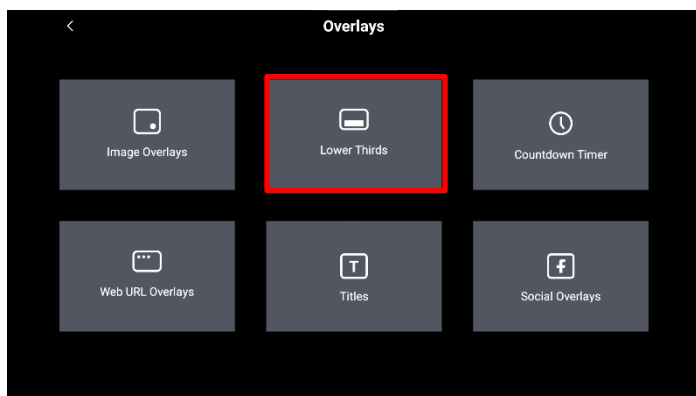 Overlays
Image Overlays
Lower Thirds
Countdown Timer
Web URL Overlays
T
Titles
Social Overlays